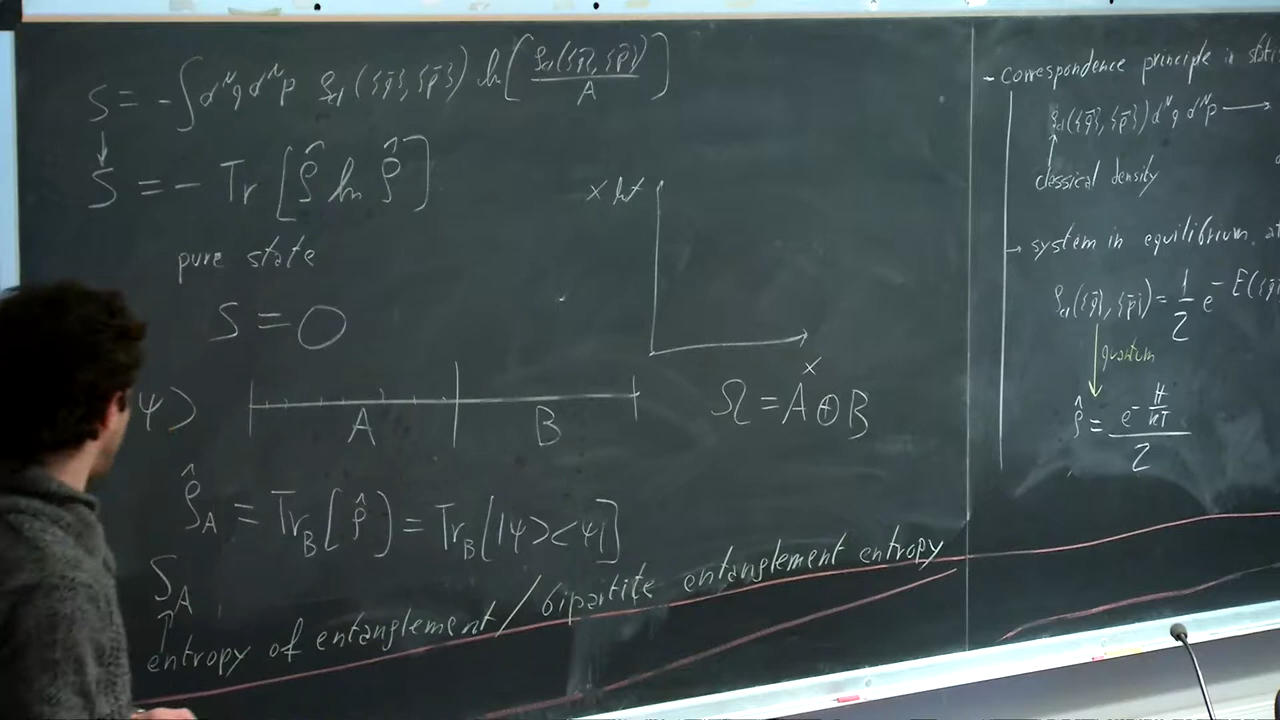 S = - ∫ d^N q d^N p ρ_cl({q⃗}, {p⃗}) ln [ ρ_cl({q⃗}, {p⃗}) / A ]
↓
S = - Tr [ ρ̂ ln ρ̂ ]
pure state
S = 0
ψ>
A B
ρ̂_A = Tr_B [ρ̂] = Tr_B [|ψ><ψ|]
S_A
↑
entropy of entanglement / bipartite entanglement entropy
x
Ω = A ⊕ B
- correspondence principle in
ρ_cl({q⃗}, {p⃗}) d^N q d^N p →
↑
classical density
→ system in equilibrium
ρ_cl({q⃗}, {p⃗}) = 1/Z e^- E({q⃗}
↓ quantum
ρ̂ = e^{-H/kT} / Z